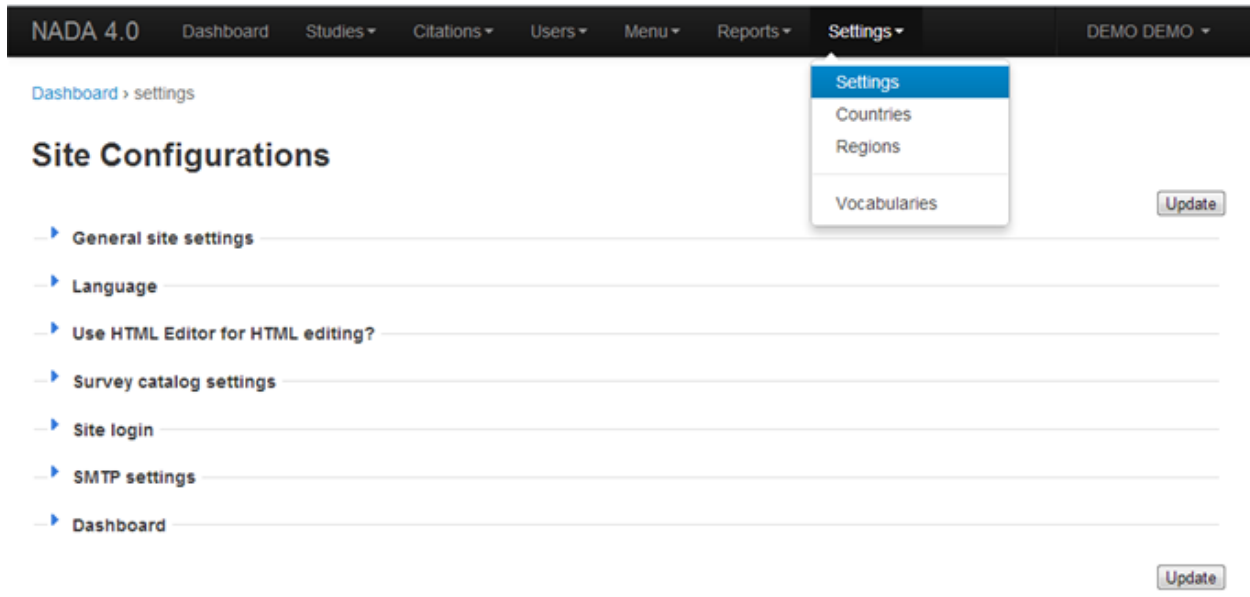 NADA 4.0 Dashboard Studies Citations Users Menu Reports Settings DEMO DEMO
Settings
Countries
Regions
Vocabularies
Dashboard › settings
Site Configurations
Update
General site settings
Language
Use HTML Editor for HTML editing?
Survey catalog settings
Site login
SMTP settings
Dashboard
Update